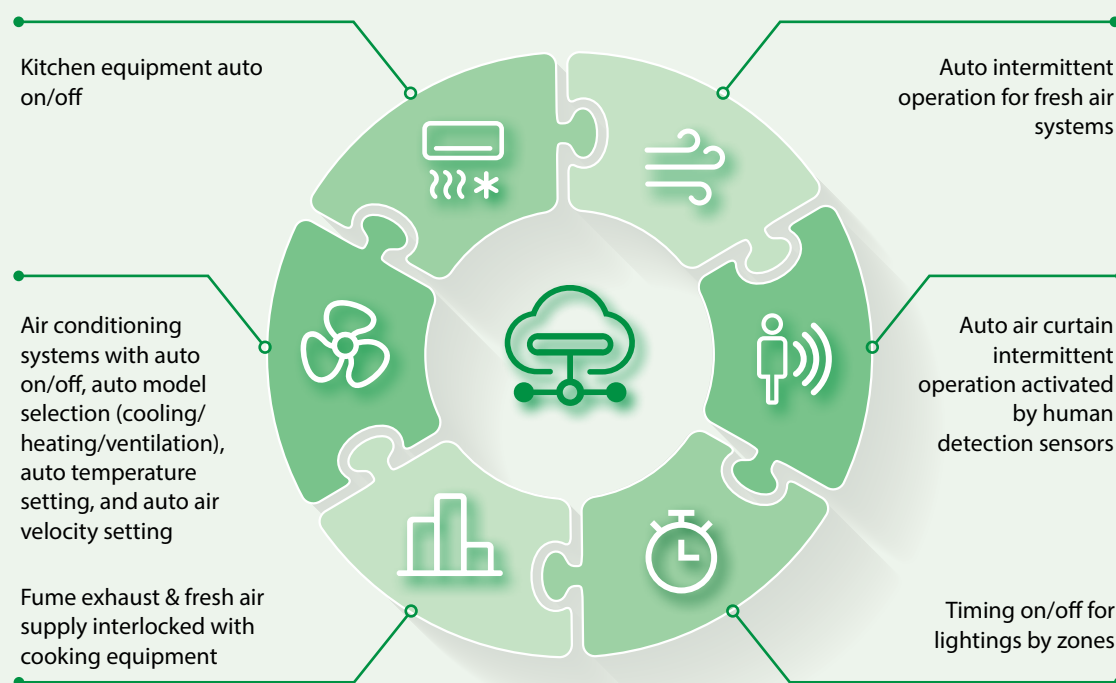 Kitchen equipment auto
on/off
Auto intermittent
operation for fresh air
systems
Air conditioning
systems with auto
on/off, auto model
selection (cooling/
heating/ventilation),
auto temperature
setting, and auto air
velocity setting
Auto air curtain
intermittent
operation activated
by human
detection sensors
Fume exhaust & fresh air
supply interlocked with
cooking equipment
Timing on/off for
lightings by zones